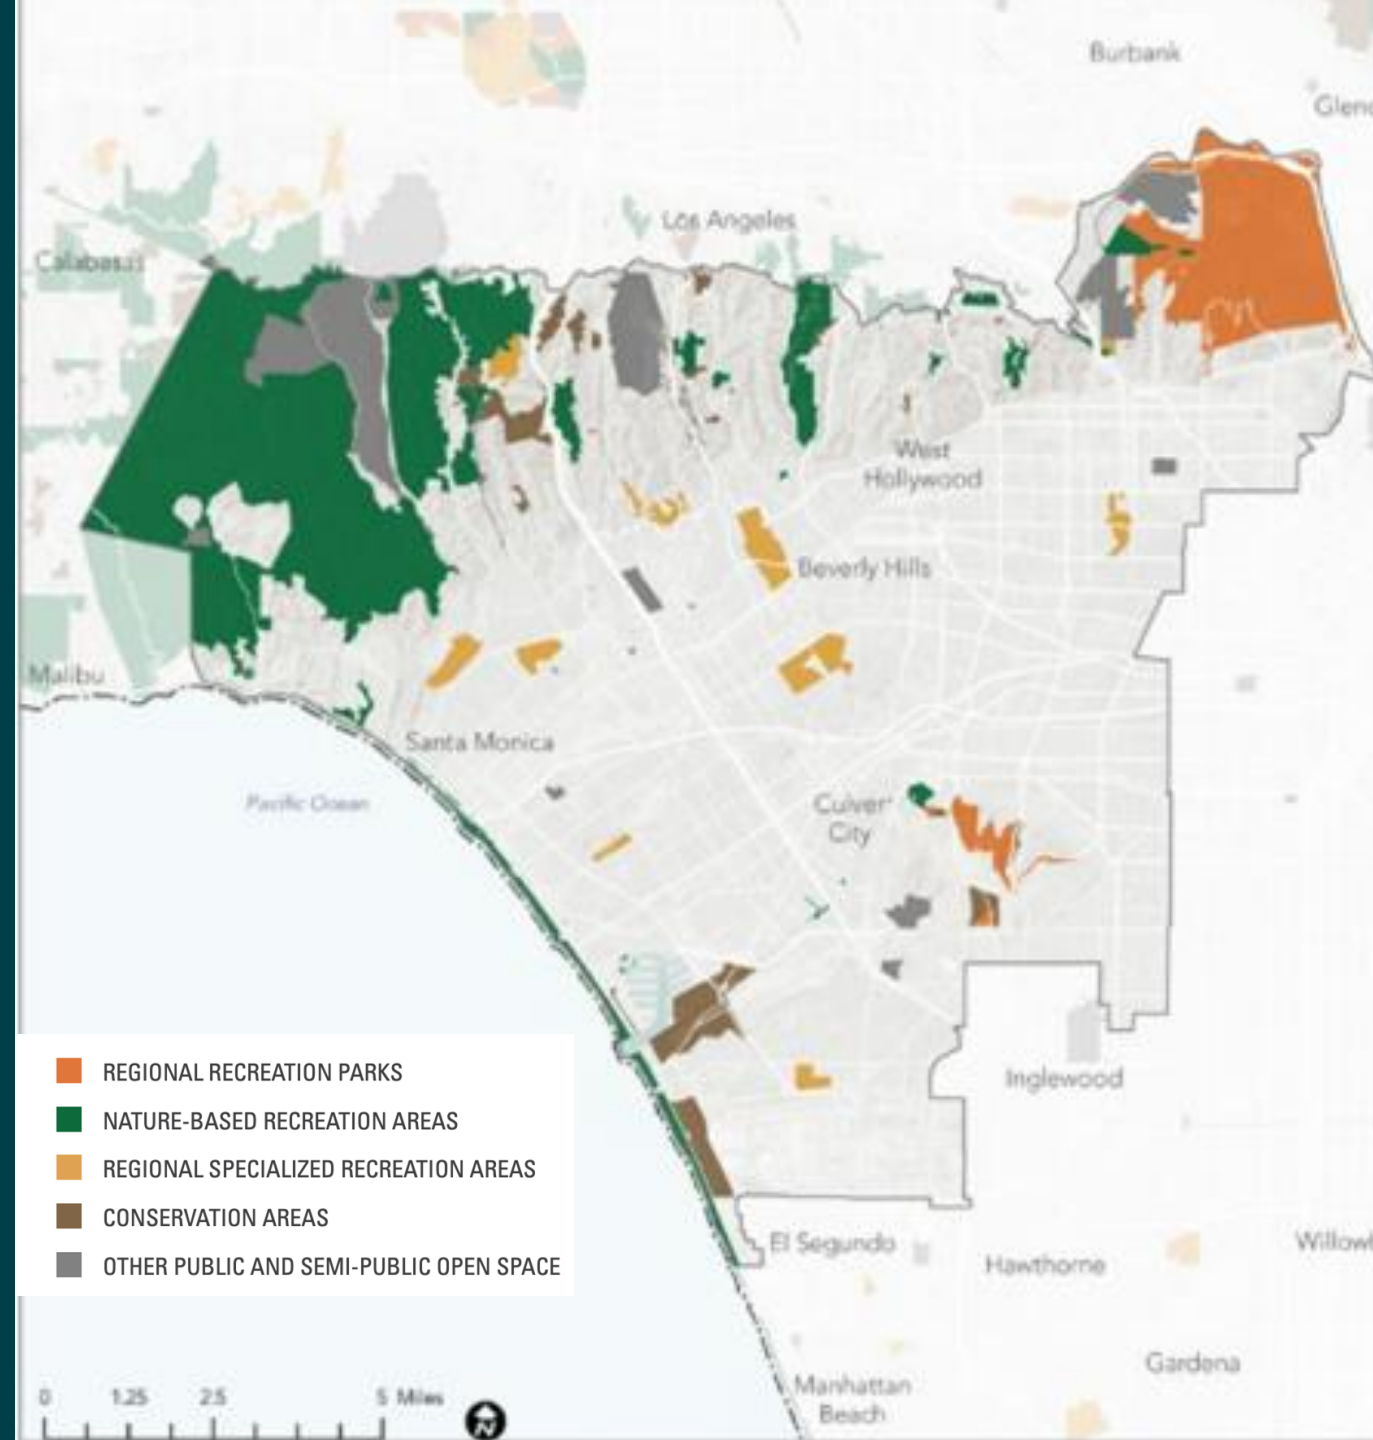 Burbank
Glend
Los Angeles
Calabasas
West
Hollywood
Beverly Hills
Malibu
Santa Monica
Pacific Ocean
Culver
City
Inglewood
REGIONAL RECREATION PARKS
NATURE-BASED RECREATION AREAS
REGIONAL SPECIALIZED RECREATION AREAS
CONSERVATION AREAS
OTHER PUBLIC AND SEMI-PUBLIC OPEN SPACE
El Segundo
Hawthorne
Willowb
Gardena
Manhattan
Beach
0 1.25 2.5 5 Miles
N